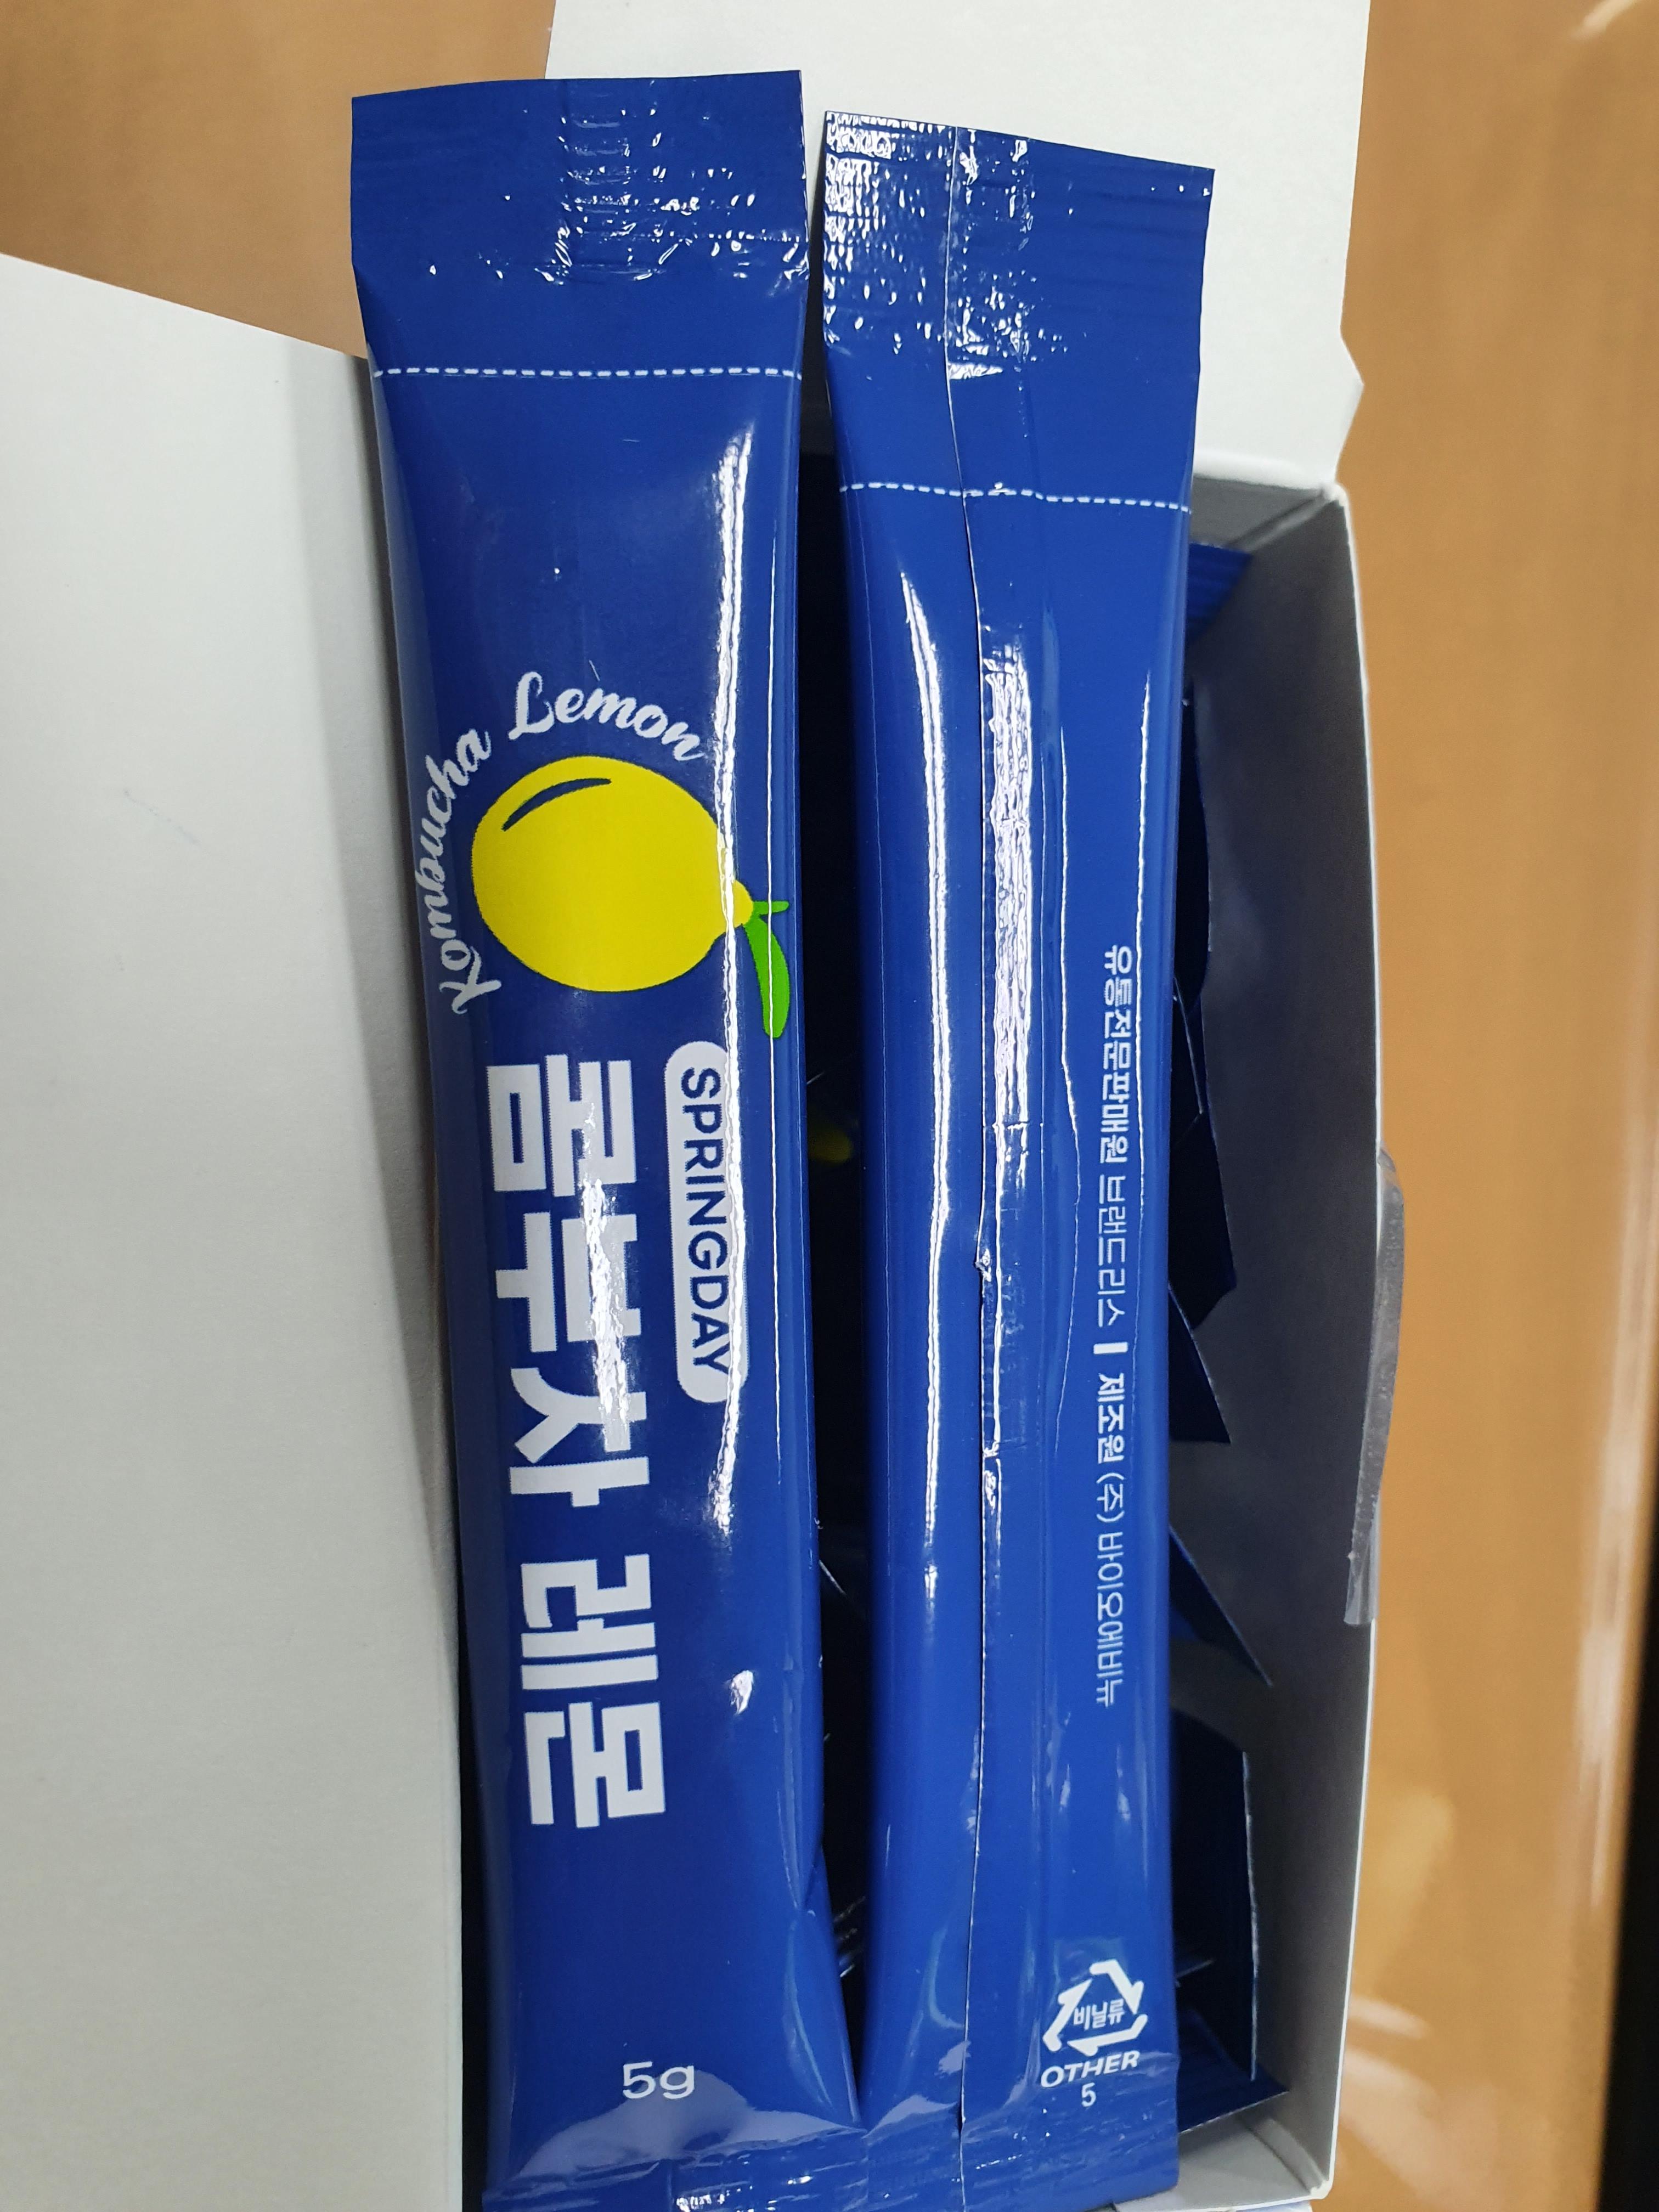 Kombucha Lemon
SPRINGDAY
콤부차 레몬
5g
유통전문판매원 브랜드리스 | 제조원 (주) 바이오에비뉴
비닐류
OTHER
5